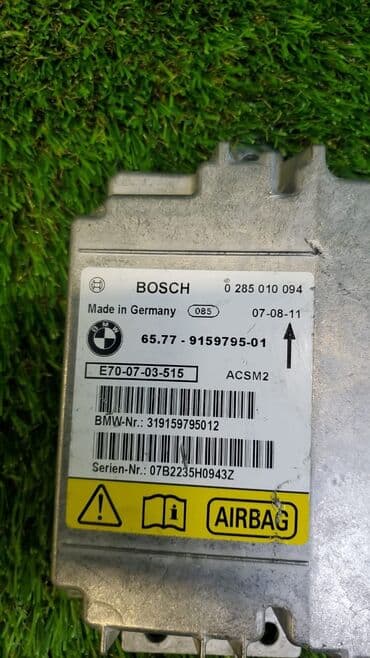 BOSCH 0 285 010 094
Made in Germany 085 07-08-11
BMW
65.77 - 9159795-01
E70-07-03-515 ACSM2
BMW-Nr.: 319159795012
Serien-Nr.: 07B2235H0943Z
AIRBAG